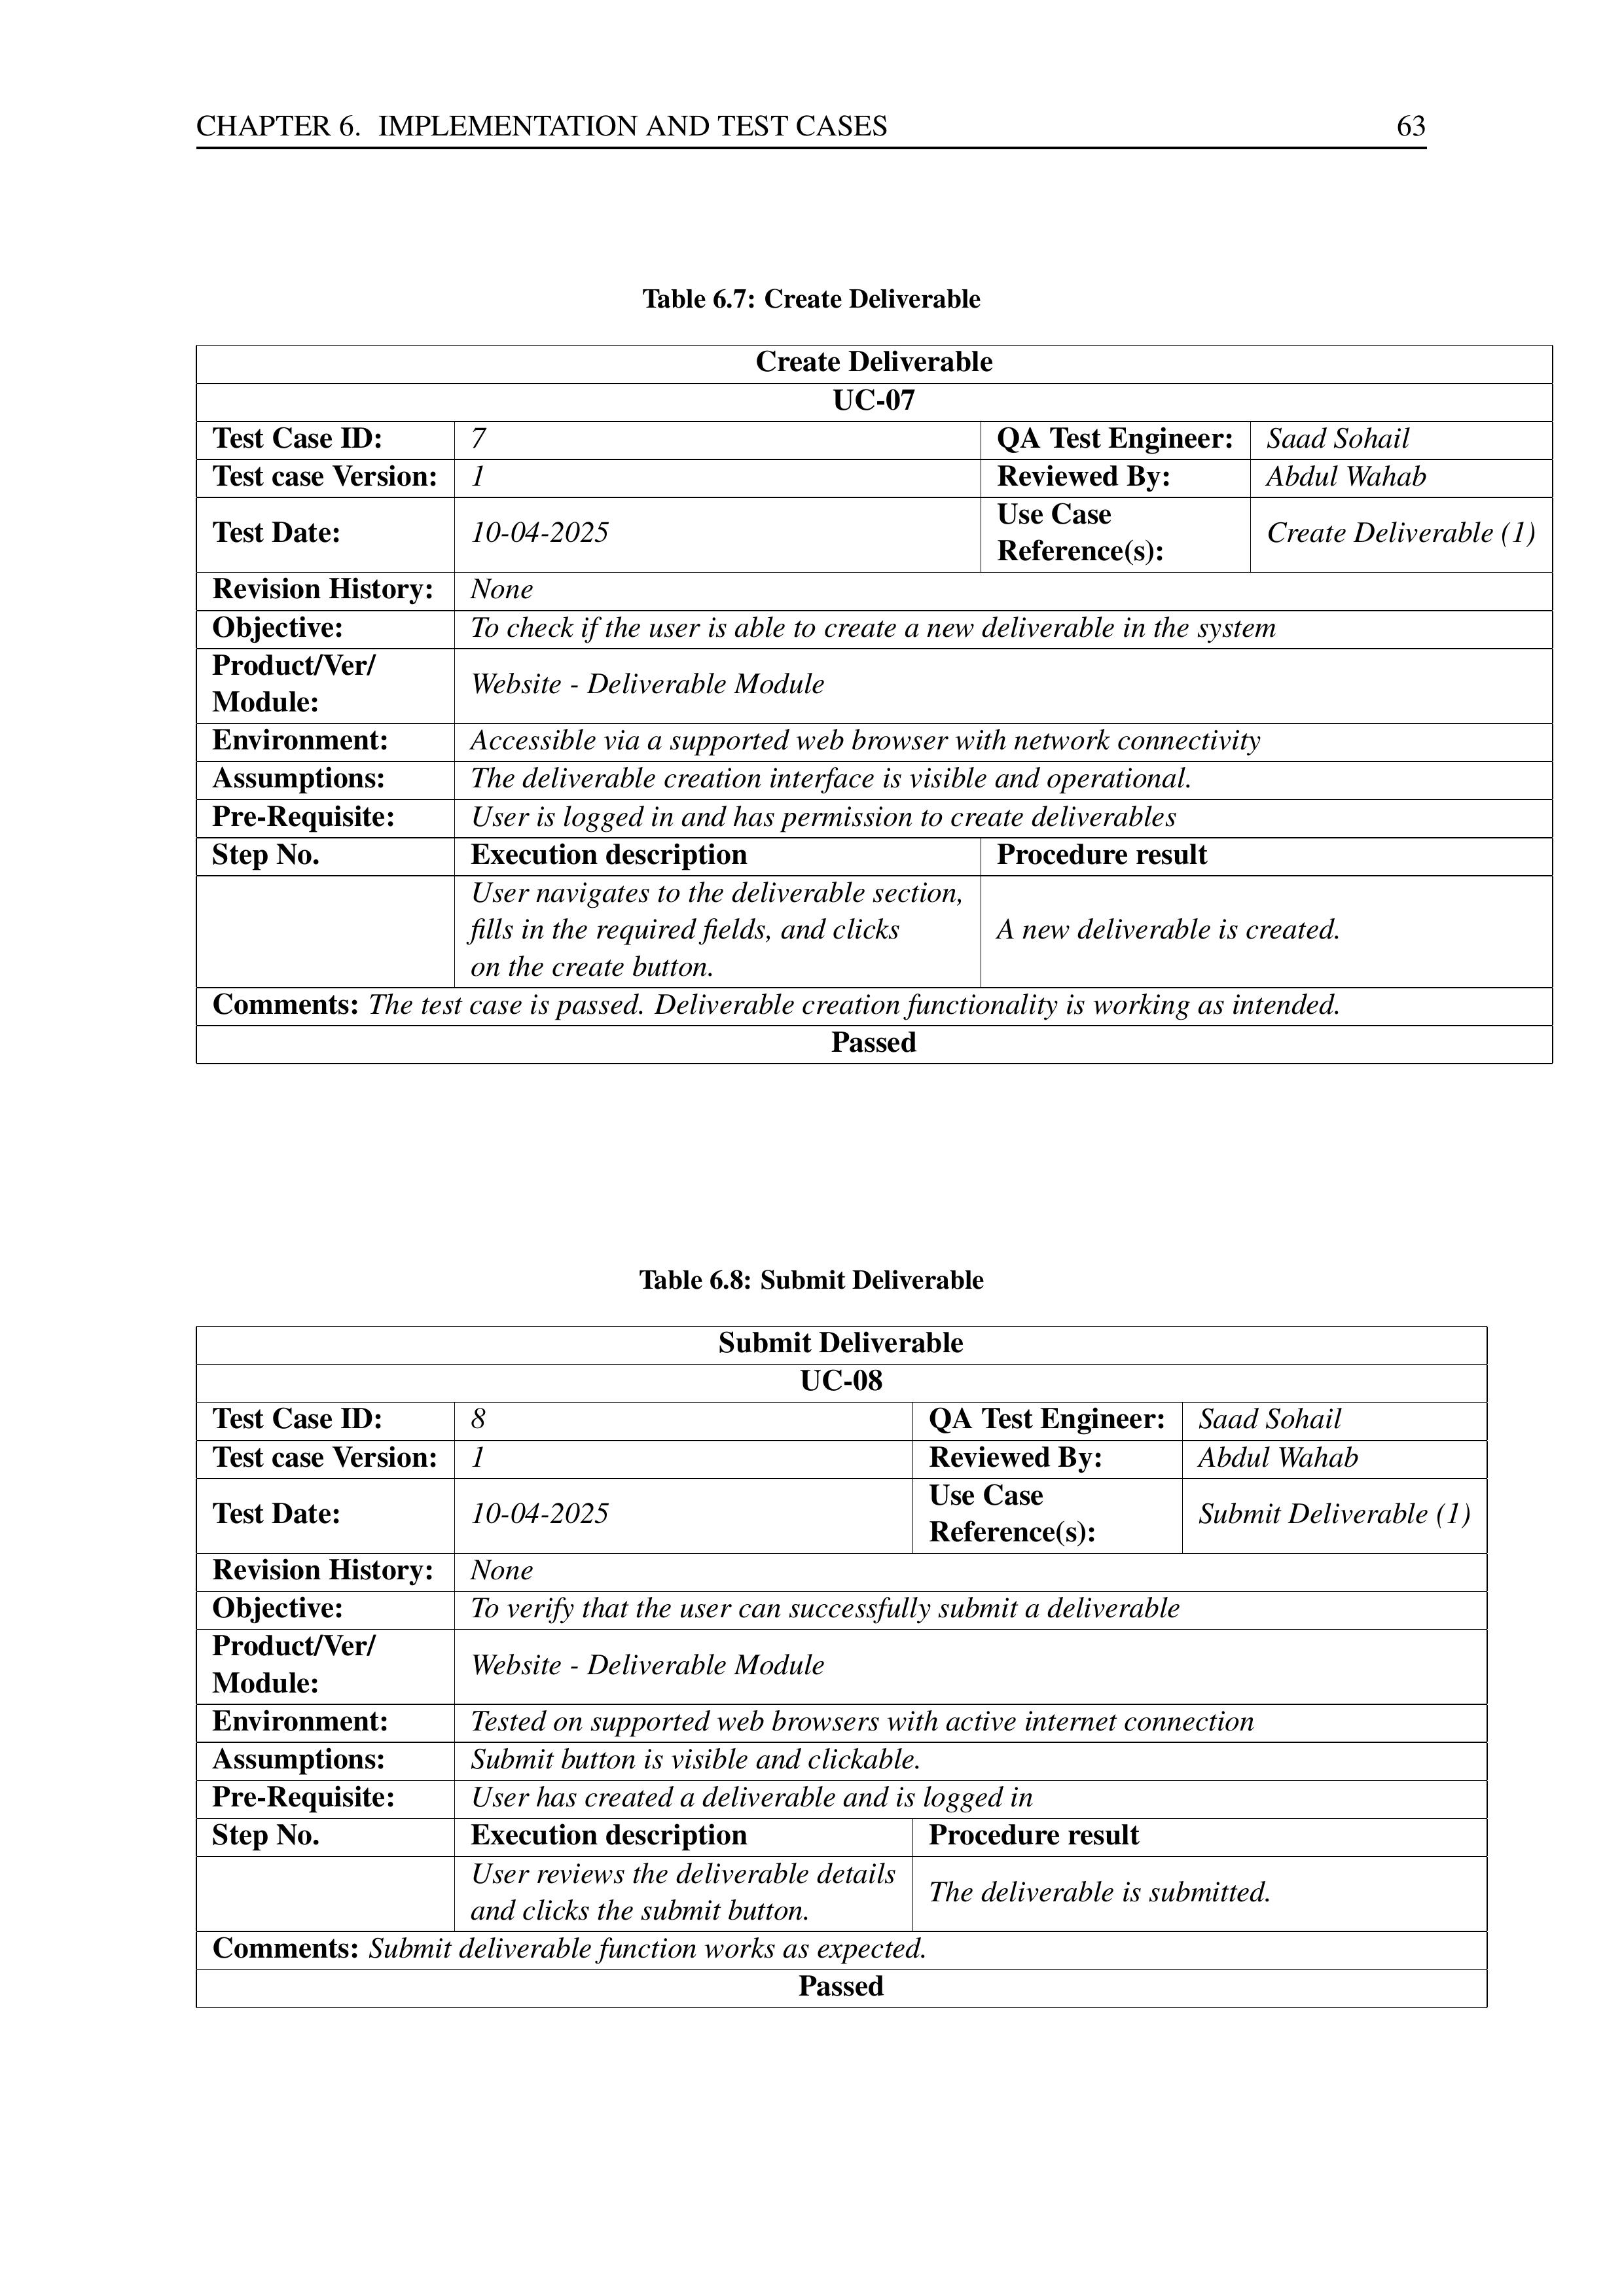 CHAPTER 6. IMPLEMENTATION AND TEST CASES 63
Table 6.7: Create Deliverable
Create Deliverable
UC-07
Test Case ID: 7 QA Test Engineer: Saad Sohail
Test case Version: 1 Reviewed By: Abdul Wahab
Test Date: 10-04-2025 Use Case Reference(s): Create Deliverable (1)
Revision History: None
Objective: To check if the user is able to create a new deliverable in the system
Product/Ver/
Module: Website - Deliverable Module
Environment: Accessible via a supported web browser with network connectivity
Assumptions: The deliverable creation interface is visible and operational.
Pre-Requisite: User is logged in and has permission to create deliverables
Step No. Execution description Procedure result
User navigates to the deliverable section,
fills in the required fields, and clicks
on the create button.
A new deliverable is created.
Comments: The test case is passed. Deliverable creation functionality is working as intended.
Passed
Table 6.8: Submit Deliverable
Submit Deliverable
UC-08
Test Case ID: 8 QA Test Engineer: Saad Sohail
Test case Version: 1 Reviewed By: Abdul Wahab
Test Date: 10-04-2025 Use Case Reference(s): Submit Deliverable (1)
Revision History: None
Objective: To verify that the user can successfully submit a deliverable
Product/Ver/
Module: Website - Deliverable Module
Environment: Tested on supported web browsers with active internet connection
Assumptions: Submit button is visible and clickable.
Pre-Requisite: User has created a deliverable and is logged in
Step No. Execution description Procedure result
User reviews the deliverable details
and clicks the submit button.
The deliverable is submitted.
Comments: Submit deliverable function works as expected.
Passed